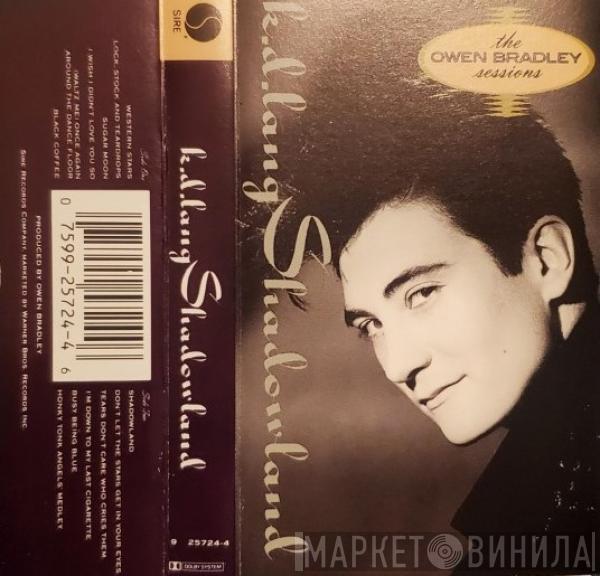 SIRE®
Side One
WESTERN STARS
LOCK, STOCK AND TEARDROPS
SUGAR MOON
I WISH I DIDN'T LOVE YOU SO
(WALTZ ME) ONCE AGAIN
AROUND THE DANCE FLOOR
BLACK COFFEE
0 7599-25724-4 6
Side Two
SHADOWLAND
DON'T LET THE STARS GET IN YOUR EYES
TEARS DON'T CARE WHO CRIES THEM
I'M DOWN TO MY LAST CIGARETTE
BUSY BEING BLUE
HONKY TONK ANGELS' MEDLEY
PRODUCED BY OWEN BRADLEY
SIRE RECORDS COMPANY, MARKETED BY WARNER BROS. RECORDS INC.
k.d.lang Shadowland
9 25724-4
DOLBY SYSTEM
k.d.lang Shadowland
the
OWEN BRADLEY
sessions
МАРКЕТ ВИНИЛА